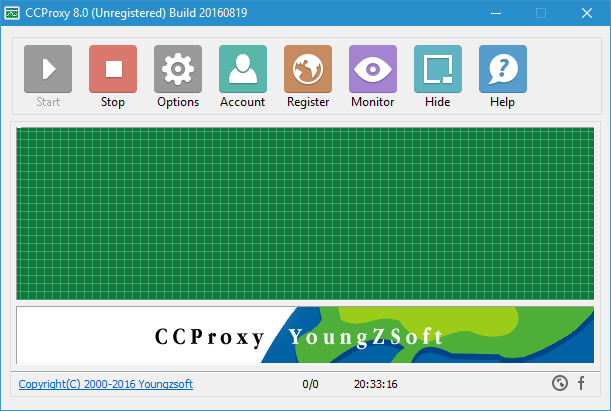 CCProxy 8.0 (Unregistered) Build 20160819
Start Stop Options Account Register Monitor Hide Help
CCProxy YoungZSoft
Copyright(C) 2000-2016 Youngzsoft 0/0 20:33:16